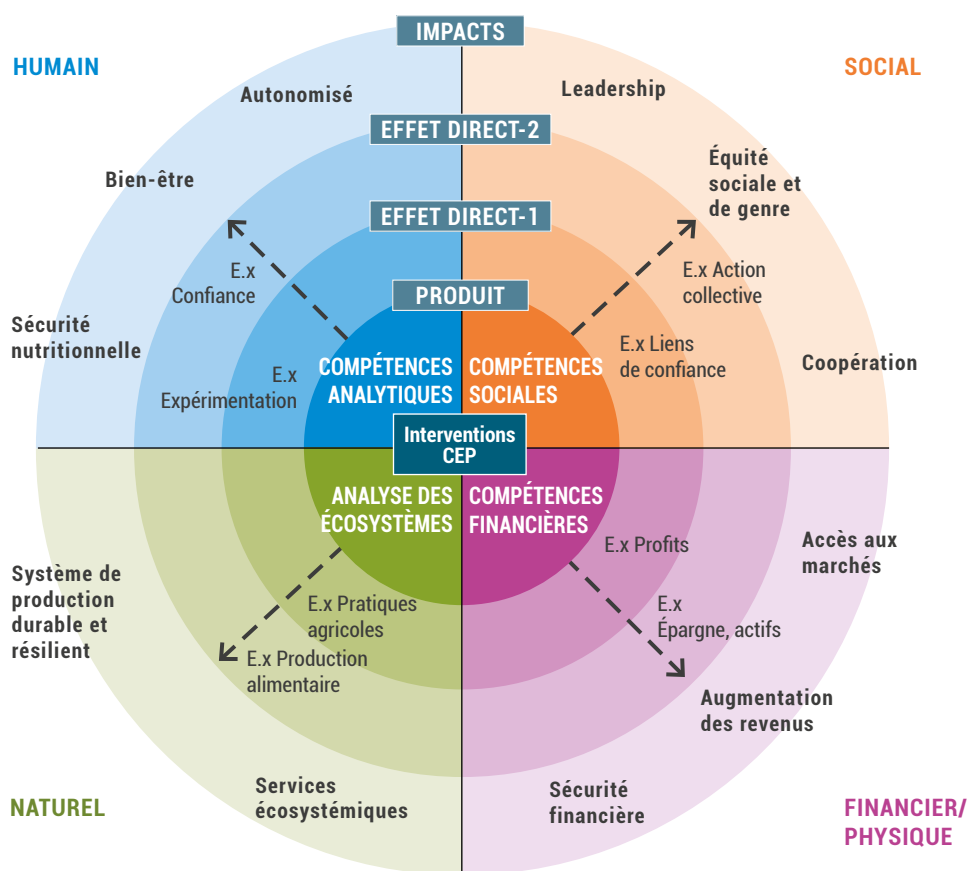 IMPACTS
HUMAIN
SOCIAL
Autonomisé
Leadership
EFFET DIRECT-2
Bien-être
Équité
sociale et
de genre
EFFET DIRECT-1
E.x
Confiance
E.x Action
collective
PRODUIT
Sécurité
nutritionnelle
E.x Liens
de confiance
E.x
Expérimentation
COMPÉTENCES
ANALYTIQUES
COMPÉTENCES
SOCIALES
Coopération
Interventions
CEP
ANALYSE DES
ÉCOSYSTÈMES
COMPÉTENCES
FINANCIÈRES
E.x Profits
Accès aux
marchés
Système de
production
durable et
résilient
E.x Pratiques
agricoles
E.x
Épargne, actifs
E.x Production
alimentaire
Augmentation
des revenus
Services
écosystémiques
Sécurité
financière
NATUREL
FINANCIER/
PHYSIQUE